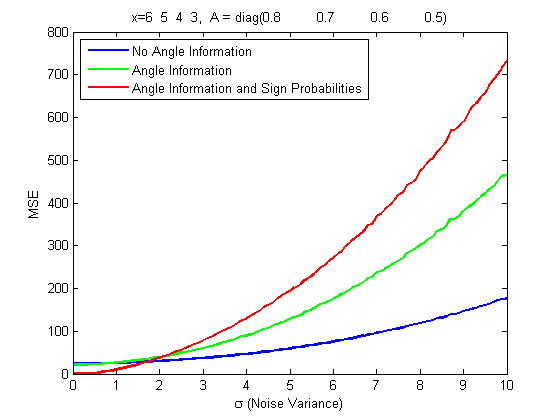 x=6 5 4 3, A = diag(0.8 0.7 0.6 0.5)
800
700
600
500
400
300
200
100
0
MSE
No Angle Information
Angle Information
Angle Information and Sign Probabilities
0 1 2 3 4 5 6 7 8 9 10
σ (Noise Variance)